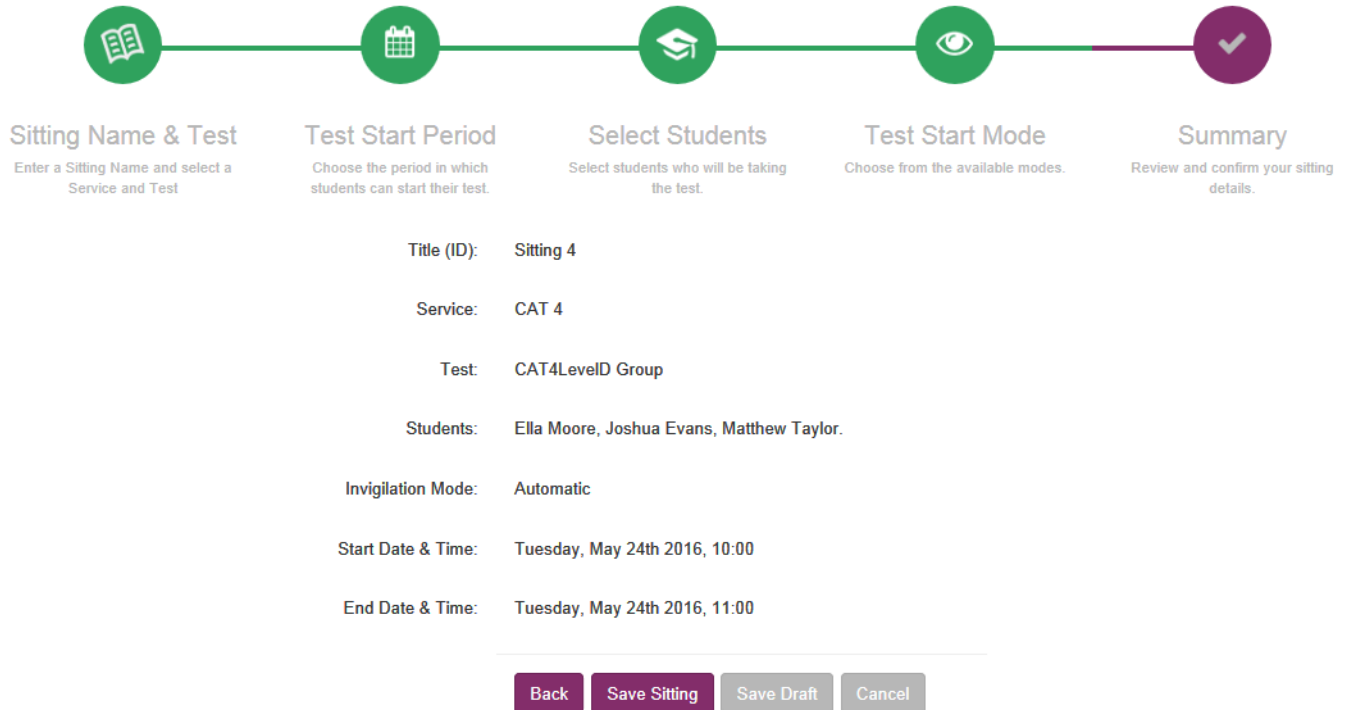 Sitting Name & Test
Enter a Sitting Name and select a
Service and Test
Test Start Period
Choose the period in which
students can start their test.
Select Students
Select students who will be taking
the test.
Test Start Mode
Choose from the available modes.
Summary
Review and confirm your sitting
details.
Title (ID): Sitting 4
Service: CAT 4
Test: CAT4LevelD Group
Students: Ella Moore, Joshua Evans, Matthew Taylor.
Invigilation Mode: Automatic
Start Date & Time: Tuesday, May 24th 2016, 10:00
End Date & Time: Tuesday, May 24th 2016, 11:00
Back Save Sitting Save Draft Cancel